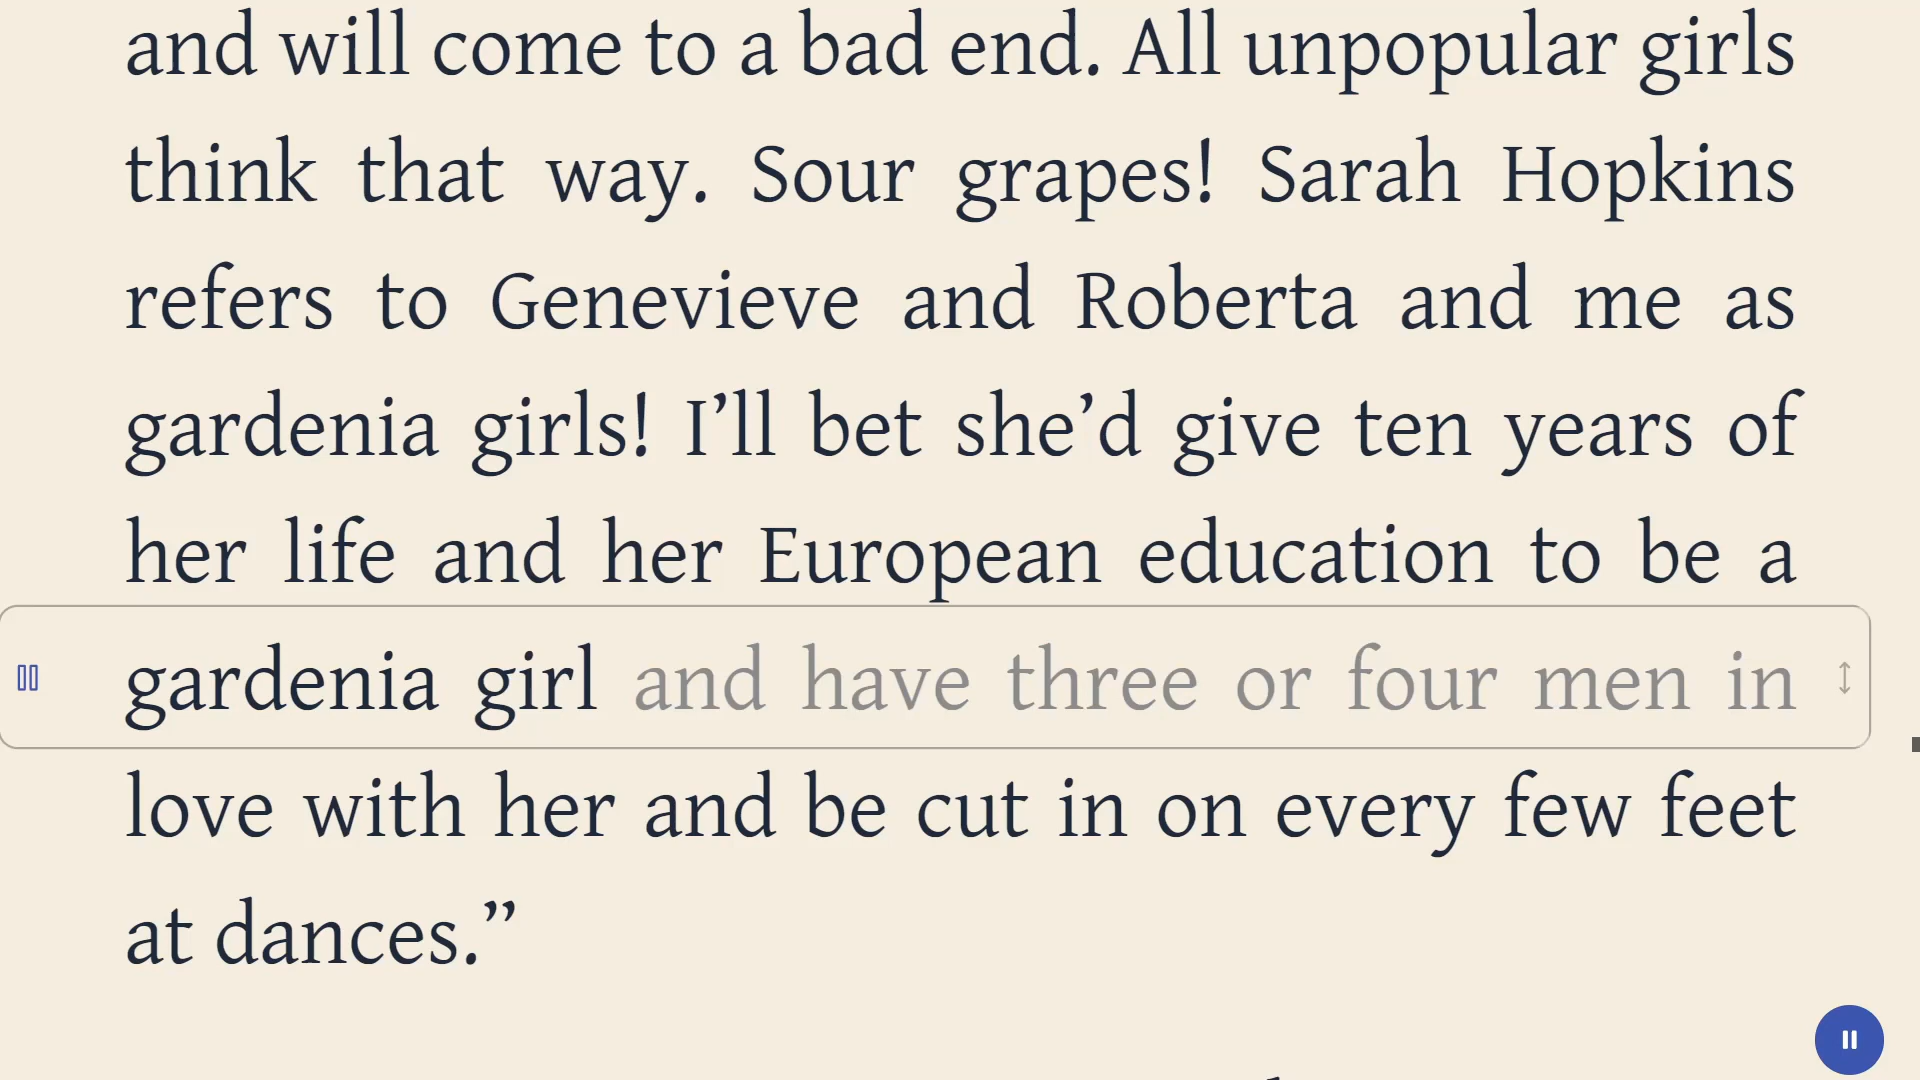 and will come to a bad end. All unpopular girls
think that way. Sour grapes! Sarah Hopkins
refers to Genevieve and Roberta and me as
gardenia girls! I’ll bet she’d give ten years of
her life and her European education to be a
gardenia girl and have three or four men in
love with her and be cut in on every few feet
at dances.”